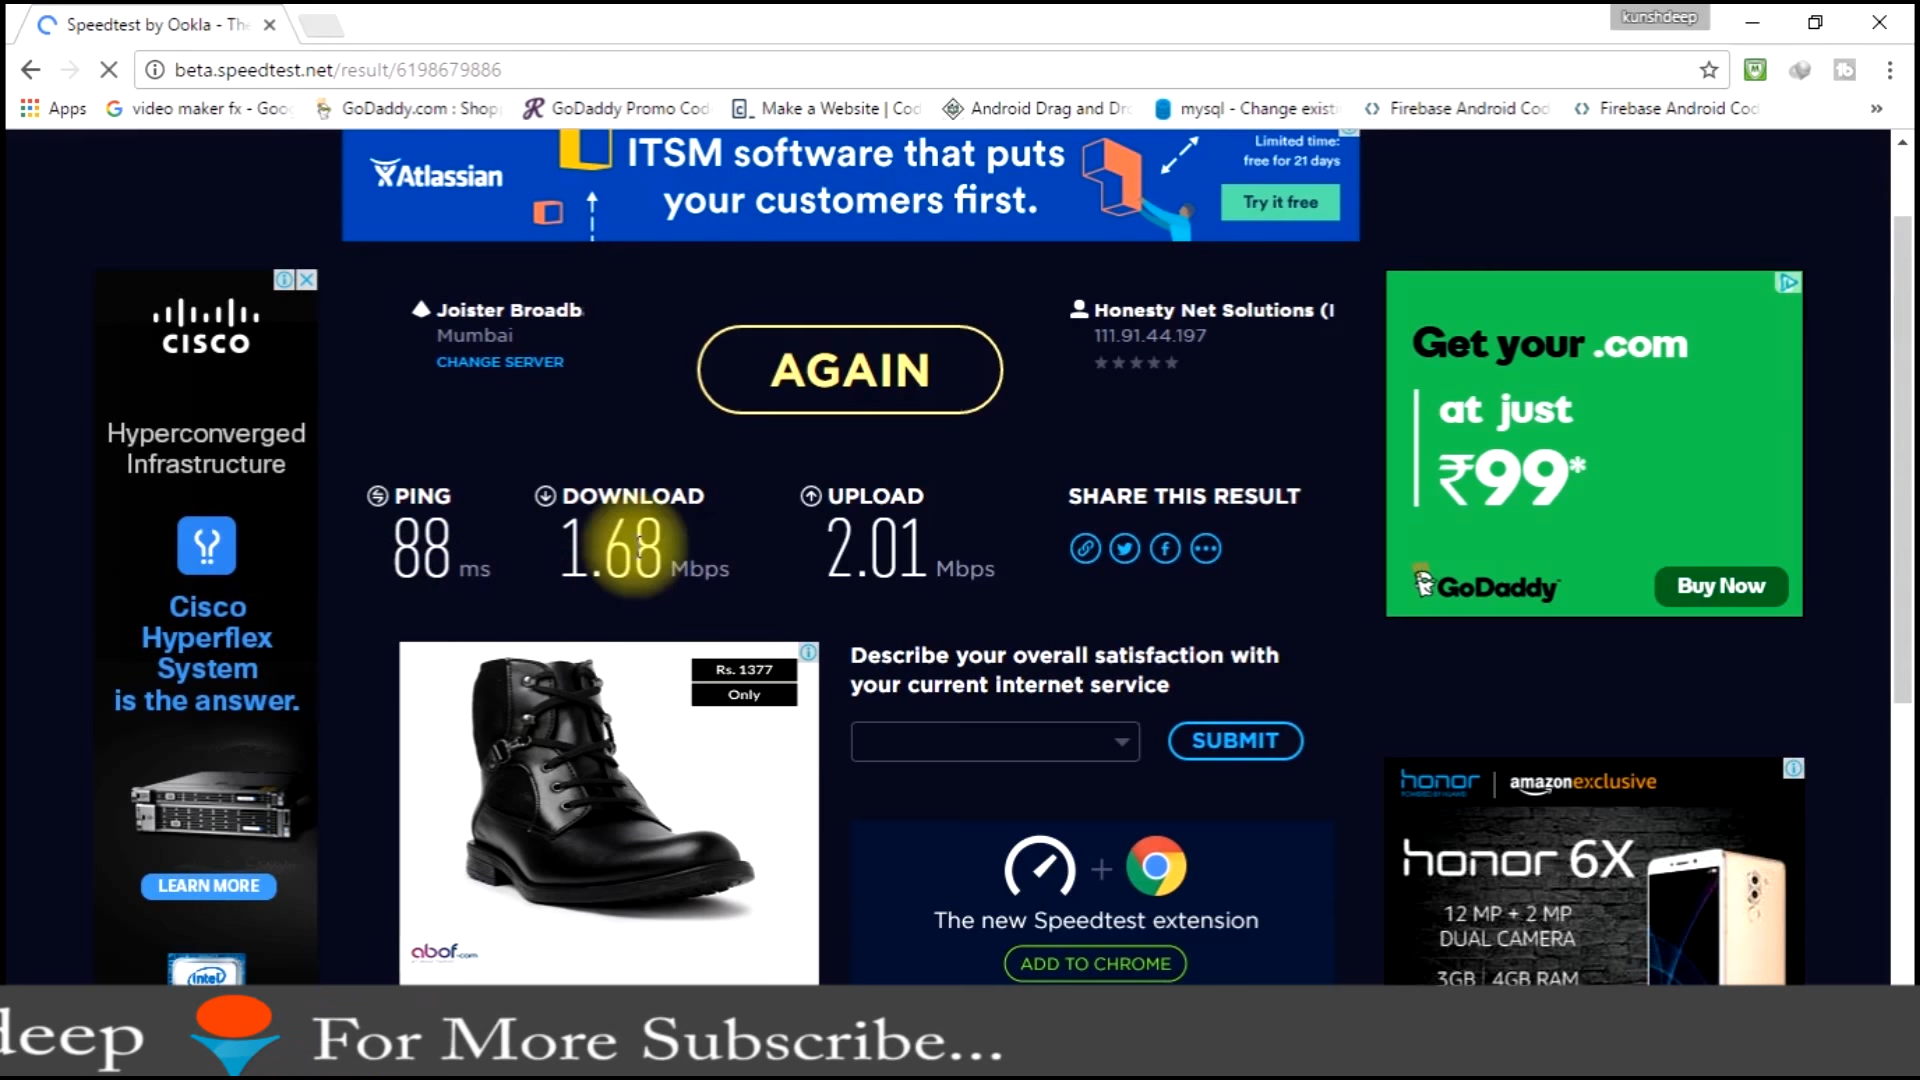 Speedtest by Ookla - The
kunshdeep
beta.speedtest.net/result/6198679886
Apps
video maker fx - Goo
GoDaddy.com : Shop
GoDaddy Promo Cod
Make a Website | Cod
Android Drag and Dr
mysql - Change existi
Firebase Android Cod
Firebase Android Cod
Atlassian
ITSM software that puts
your customers first.
Limited time:
free for 21 days
Try it free
CISCO
Hyperconverged
Infrastructure
Cisco
Hyperflex
System
is the answer.
LEARN MORE
intel
Joister Broadb
Mumbai
CHANGE SERVER
AGAIN
Honesty Net Solutions (I
111.91.44.197
PING
88 ms
DOWNLOAD
1.68 Mbps
UPLOAD
2.01 Mbps
SHARE THIS RESULT
Get your .com
at just
₹99*
GoDaddy
Buy Now
Rs. 1377
Only
abof.com
Describe your overall satisfaction with
your current internet service
SUBMIT
The new Speedtest extension
ADD TO CHROME
honor | amazonexclusive
honor 6X
12 MP + 2 MP
DUAL CAMERA
3GB | 4GB RAM
deep
For More Subscribe...